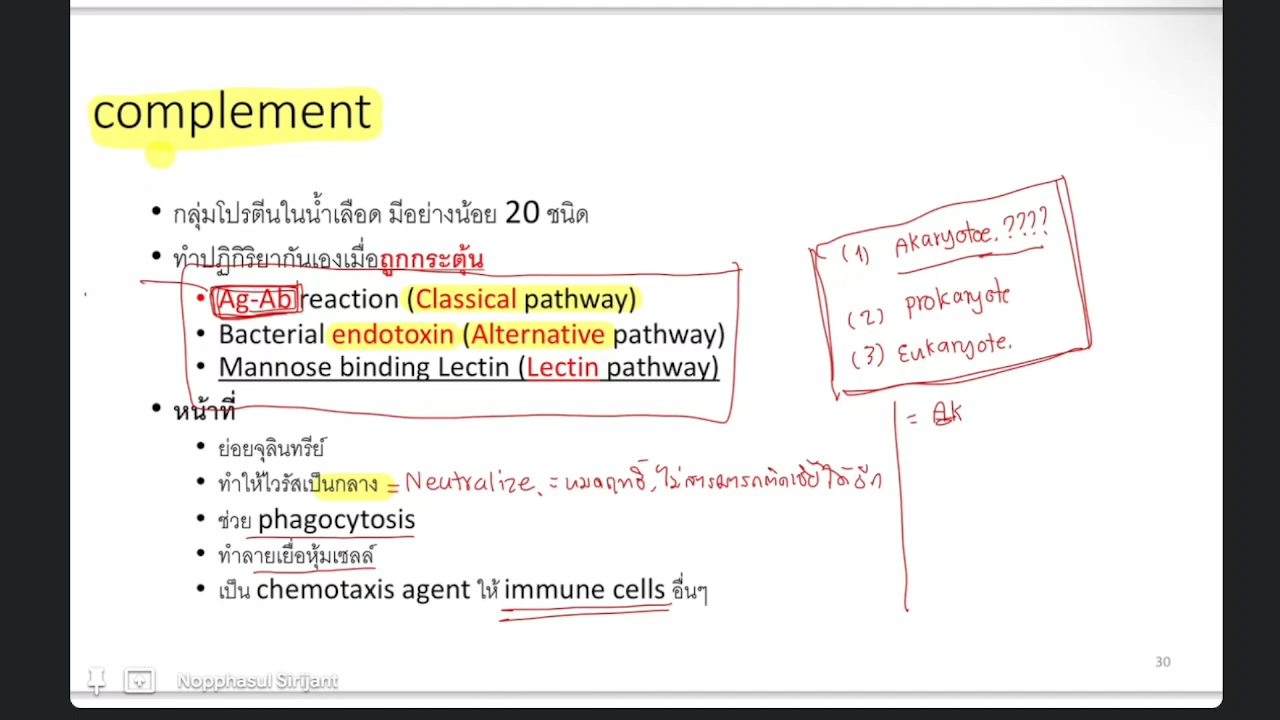 complement
• กลุ่มโปรตีนในน้ำเลือด มีอย่างน้อย 20 ชนิด
• ทำปฏิกิริยากันเองเมื่อถูกกระตุ้น
• Ag-Ab reaction (Classical pathway)
• Bacterial endotoxin (Alternative pathway)
• Mannose binding Lectin (Lectin pathway)
• หน้าที่
• ย่อยจุลินทรีย์
• ทำให้ไวรัสเป็นกลาง = Neutralize = หมดฤทธิ์, ไม่สามารถติดเชื้อได้อีก
• ช่วย phagocytosis
• ทำลายเยื่อหุ้มเซลล์
• เป็น chemotaxis agent ให้ immune cells อื่นๆ
(1) Akaryotoe.????
(2) prokaryote
(3) Eukaryote.
= Ak
30
Nopphasul Sirijant